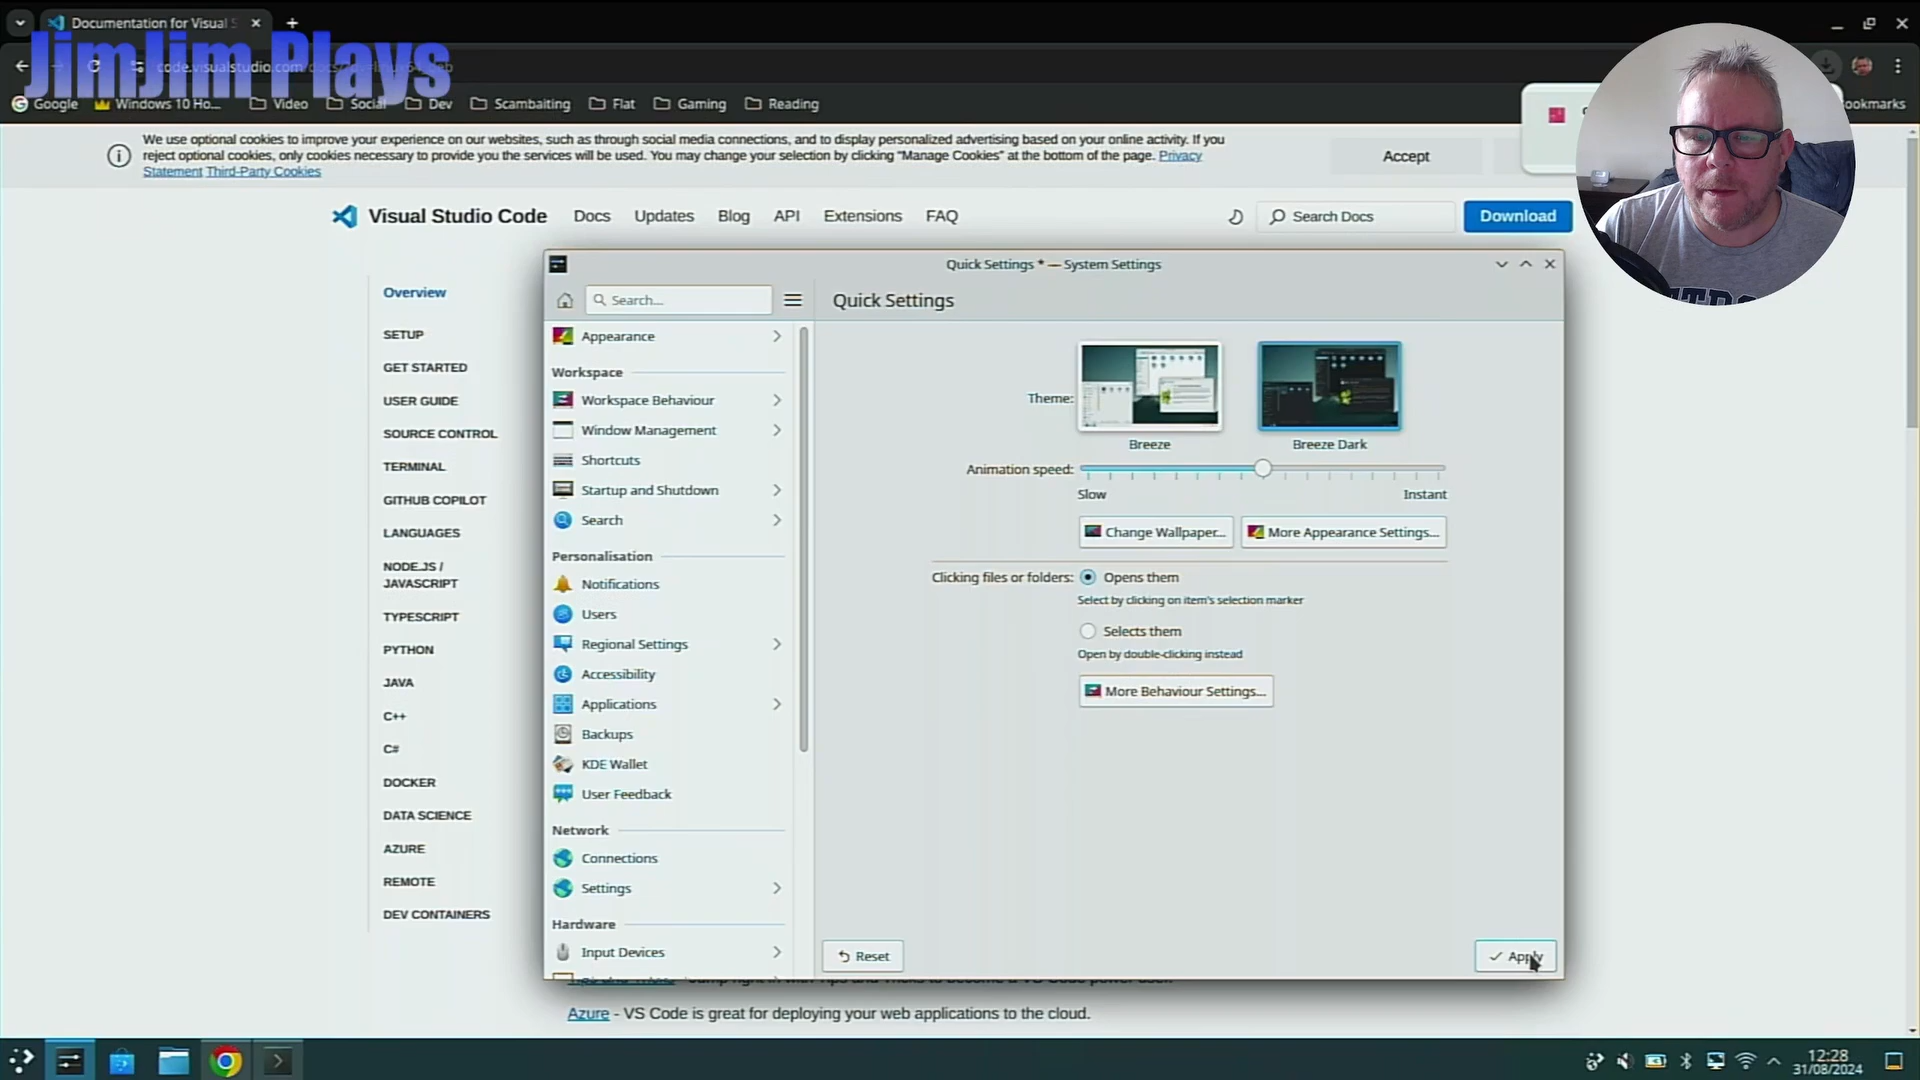 Documentation for Visual S
JimJim Plays
code.visualstudio.com
Google
Windows 10 Ho...
Video
Social
Dev
Scambaiting
Flat
Gaming
Reading
ookmarks
We use optional cookies to improve your experience on our websites, such as through social media connections, and to display personalized advertising based on your online activity. If you
reject optional cookies, only cookies necessary to provide you the services will be used. You may change your selection by clicking "Manage Cookies" at the bottom of the page. Privacy
Statement Third-Party Cookies
Accept
Visual Studio Code
Docs
Updates
Blog
API
Extensions
FAQ
Search Docs
Download
Overview
SETUP
GET STARTED
USER GUIDE
SOURCE CONTROL
TERMINAL
GITHUB COPILOT
LANGUAGES
NODE.JS /
JAVASCRIPT
TYPESCRIPT
PYTHON
JAVA
C++
C#
DOCKER
DATA SCIENCE
AZURE
REMOTE
DEV CONTAINERS
Quick Settings * — System Settings
Search...
Quick Settings
Appearance
Workspace
Workspace Behaviour
Window Management
Shortcuts
Startup and Shutdown
Search
Personalisation
Notifications
Users
Regional Settings
Accessibility
Applications
Backups
KDE Wallet
User Feedback
Network
Connections
Settings
Hardware
Input Devices
Theme:
Breeze
Breeze Dark
Animation speed:
Slow
Instant
Change Wallpaper...
More Appearance Settings...
Clicking files or folders:
Opens them
Select by clicking on item's selection marker
Selects them
Open by double-clicking instead
More Behaviour Settings...
Reset
Apply
Azure - VS Code is great for deploying your web applications to the cloud.
12:28
31/08/2024